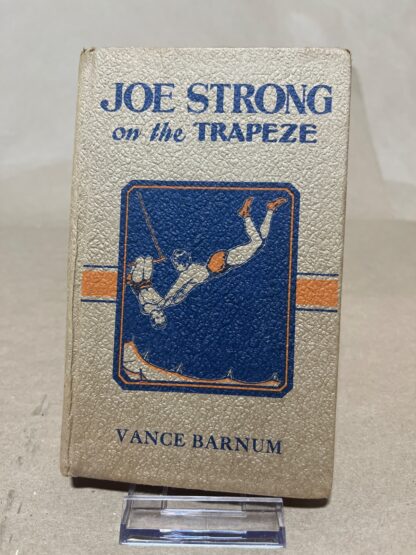 JOE STRONG
on the TRAPEZE
VANCE BARNUM